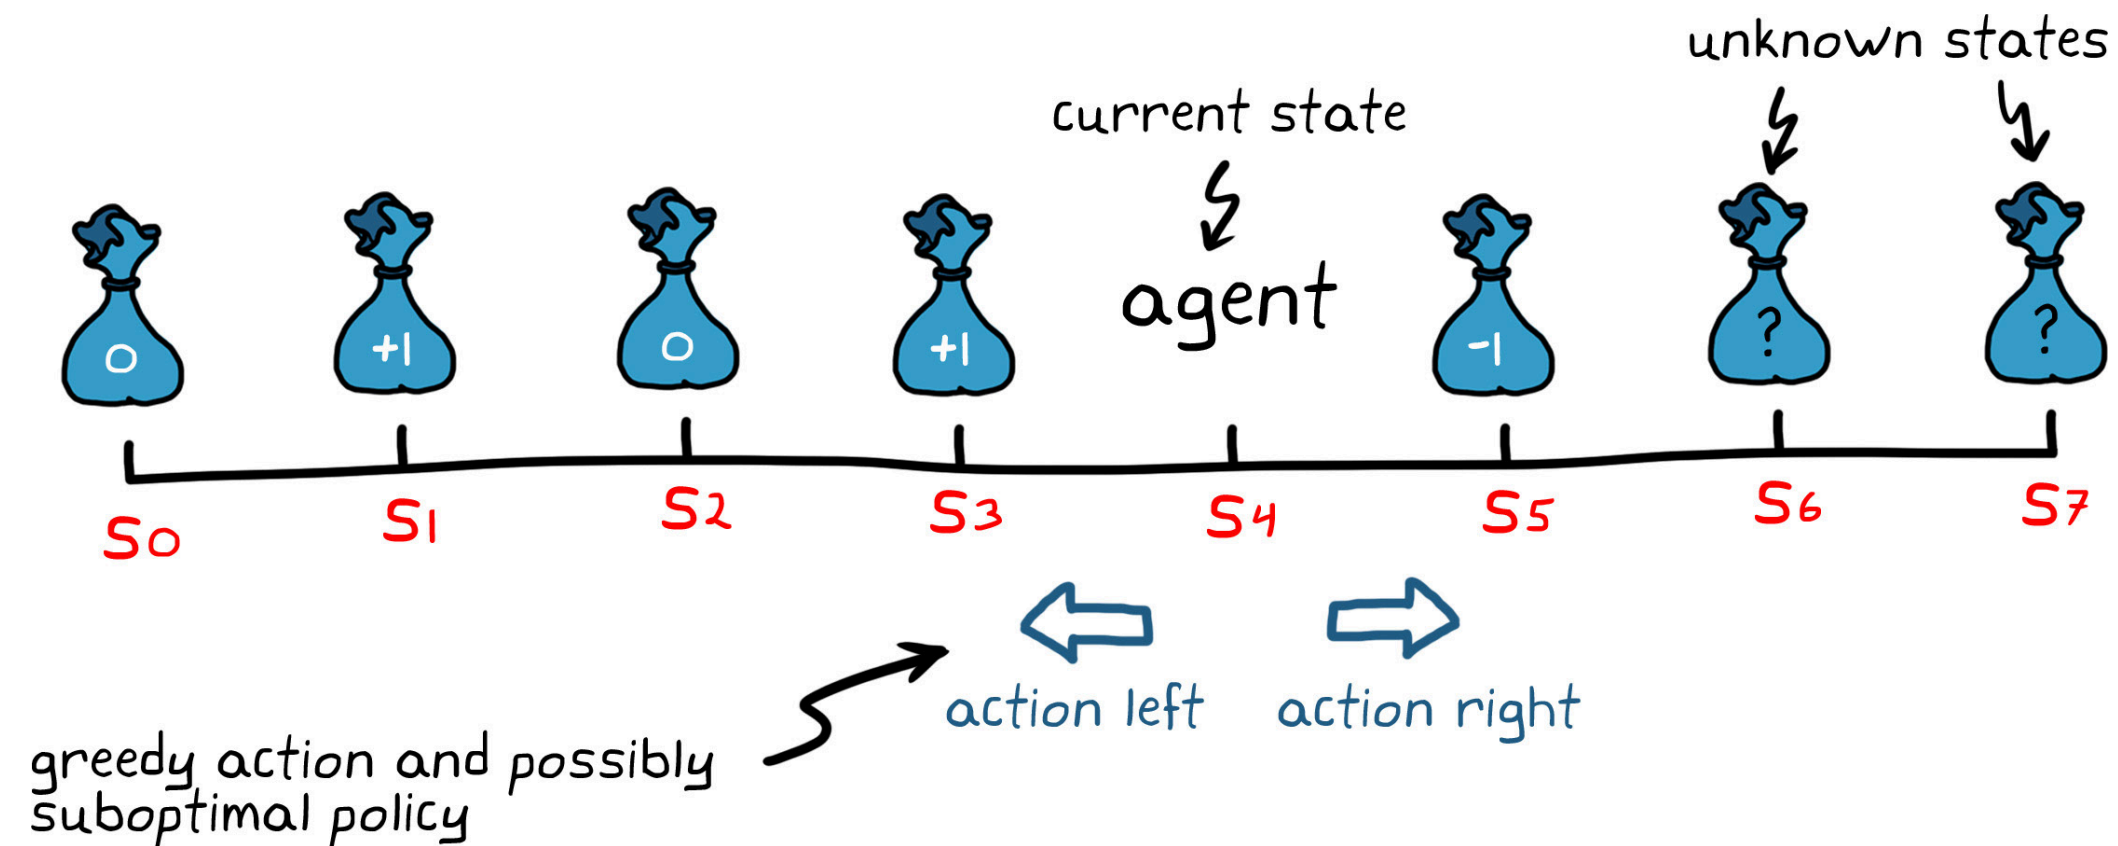 unknown states
current state
agent
0 +1 0 +1 -1 ? ?
S0 S1 S2 S3 S4 S5 S6 S7
action left action right
greedy action and possibly
suboptimal policy